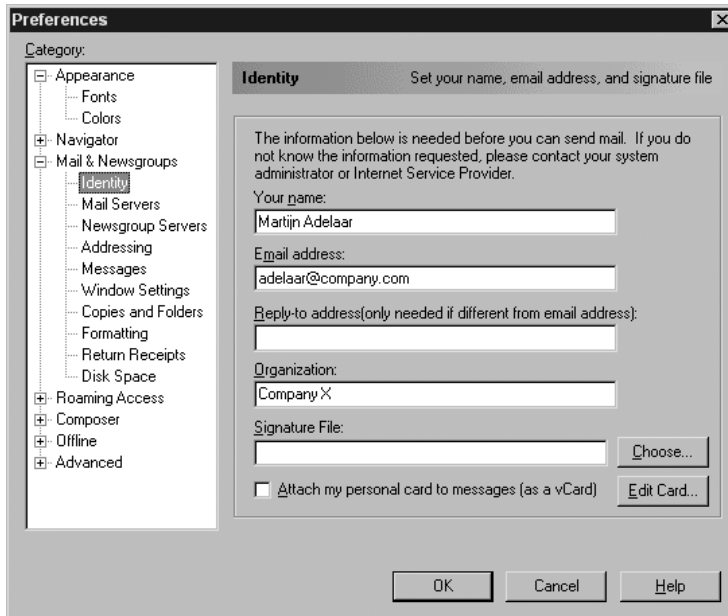 Preferences
Category:
Appearance
Fonts
Colors
Navigator
Mail & Newsgroups
Identity
Mail Servers
Newsgroup Servers
Addressing
Messages
Window Settings
Copies and Folders
Formatting
Return Receipts
Disk Space
Roaming Access
Composer
Offline
Advanced
Identity
Set your name, email address, and signature file
The information below is needed before you can send mail. If you do
not know the information requested, please contact your system
administrator or Internet Service Provider.
Your name:
Martijn Adelaar
Email address:
adelaar@company.com
Reply-to address(only needed if different from email address):
Organization:
Company X
Signature File:
Choose...
Attach my personal card to messages (as a vCard)
Edit Card...
OK
Cancel
Help